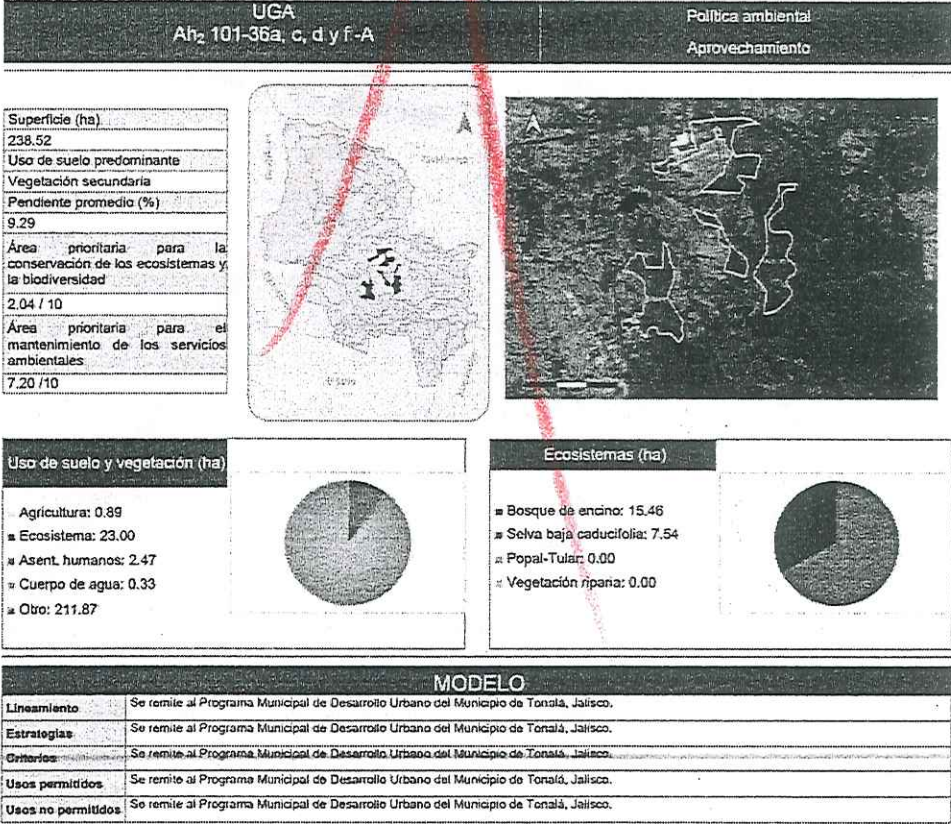 UGA
Ah₂ 101-36a, c, d y f -A
Política ambiental
Aprovechamiento
Superficie (ha)
238.52
Uso de suelo predominante
Vegetación secundaria
Pendiente promedio (%)
9.29
Área prioritaria para la
conservación de los ecosistemas y
la biodiversidad
2.04 / 10
Área prioritaria para el
mantenimiento de los servicios
ambientales
7.20 /10
Uso de suelo y vegetación (ha)
Agricultura: 0.89
Ecosistema: 23.00
Asent. humanos: 2.47
Cuerpo de agua: 0.33
Otro: 211.87
Ecosistemas (ha)
Bosque de encino: 15.46
Selva baja caducifolia: 7.54
Popal-Tular: 0.00
Vegetación riparia: 0.00
MODELO
Lineamiento Se remite al Programa Municipal de Desarrollo Urbano del Municipio de Tonalá, Jalisco.
Estrategias Se remite al Programa Municipal de Desarrollo Urbano del Municipio de Tonalá, Jalisco.
Criterios Se remite al Programa Municipal de Desarrollo Urbano del Municipio de Tonalá, Jalisco.
Usos permitidos Se remite al Programa Municipal de Desarrollo Urbano del Municipio de Tonalá, Jalisco.
Usos no permitidos Se remite al Programa Municipal de Desarrollo Urbano del Municipio de Tonalá, Jalisco.